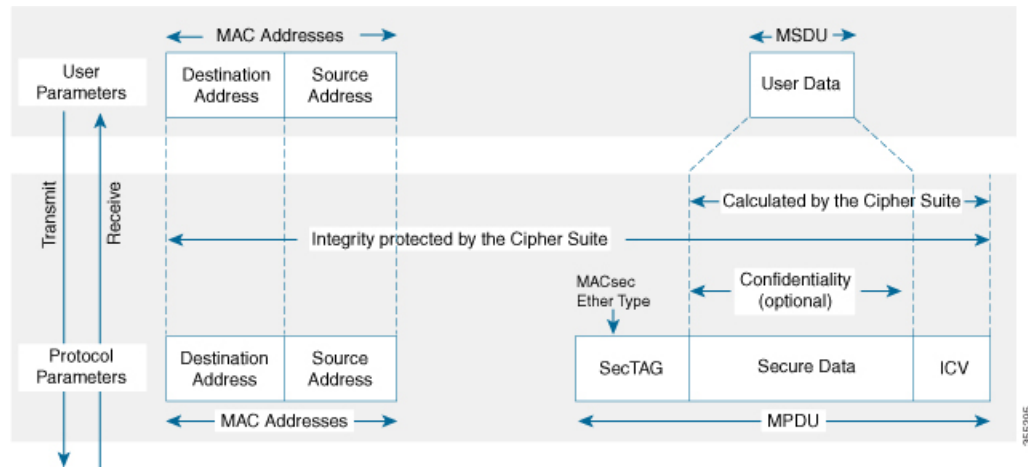 MAC Addresses
MSDU
User
Parameters
Destination
Address
Source
Address
User Data
Transmit
Receive
Calculated by the Cipher Suite
Integrity protected by the Cipher Suite
MACsec
Ether Type
Confidentiality
(optional)
Protocol
Parameters
Destination
Address
Source
Address
SecTAG
Secure Data
ICV
MAC Addresses
MPDU
355395